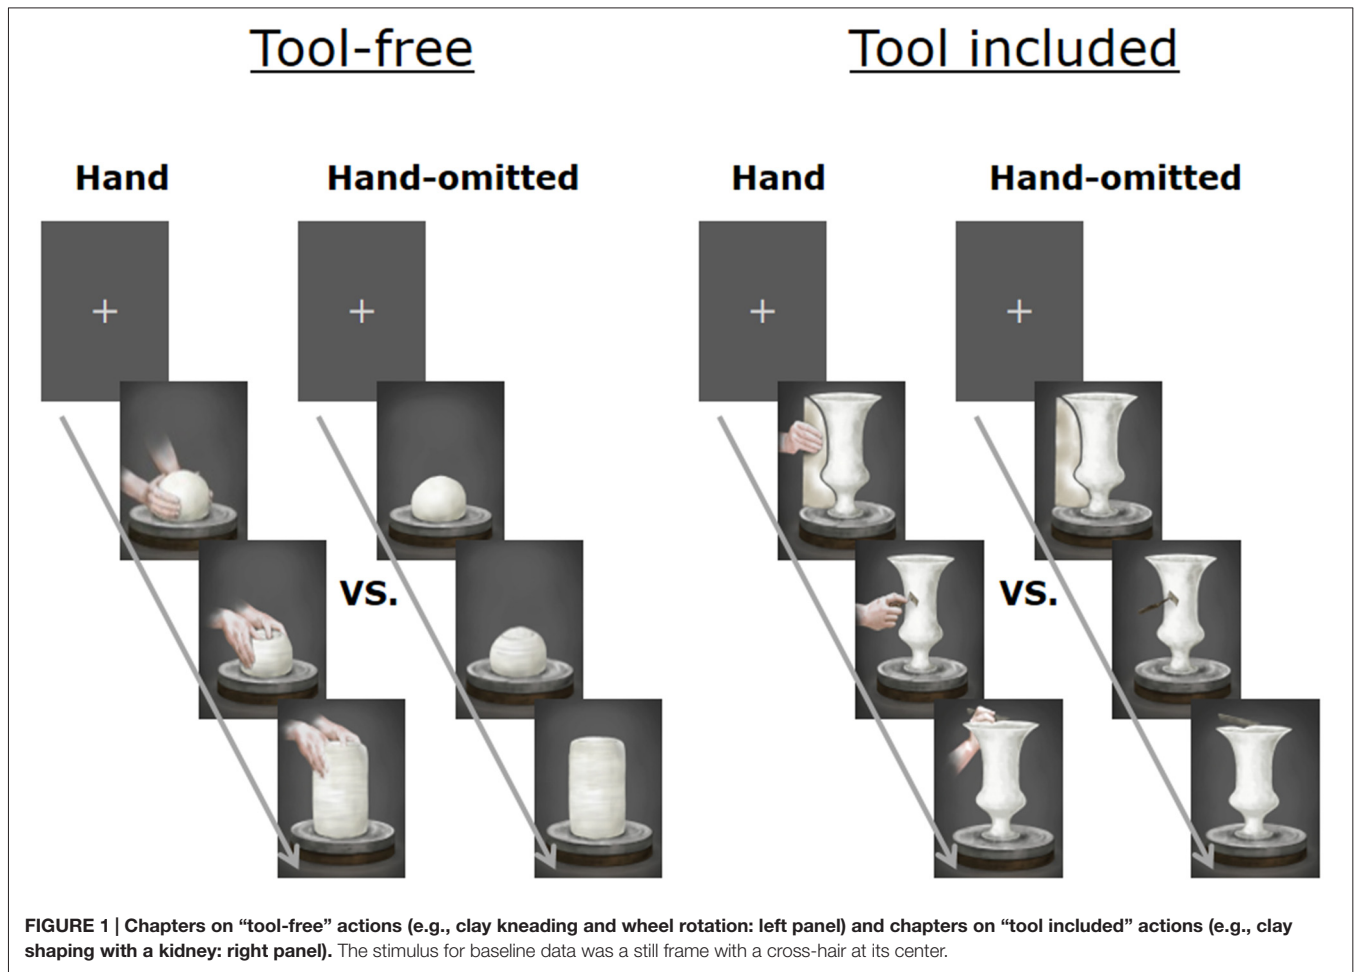 Tool-free
Tool included
Hand
Hand-omitted
Hand
Hand-omitted
VS.
VS.
FIGURE 1 | Chapters on “tool-free” actions (e.g., clay kneading and wheel rotation: left panel) and chapters on “tool included” actions (e.g., clay
shaping with a kidney: right panel). The stimulus for baseline data was a still frame with a cross-hair at its center.